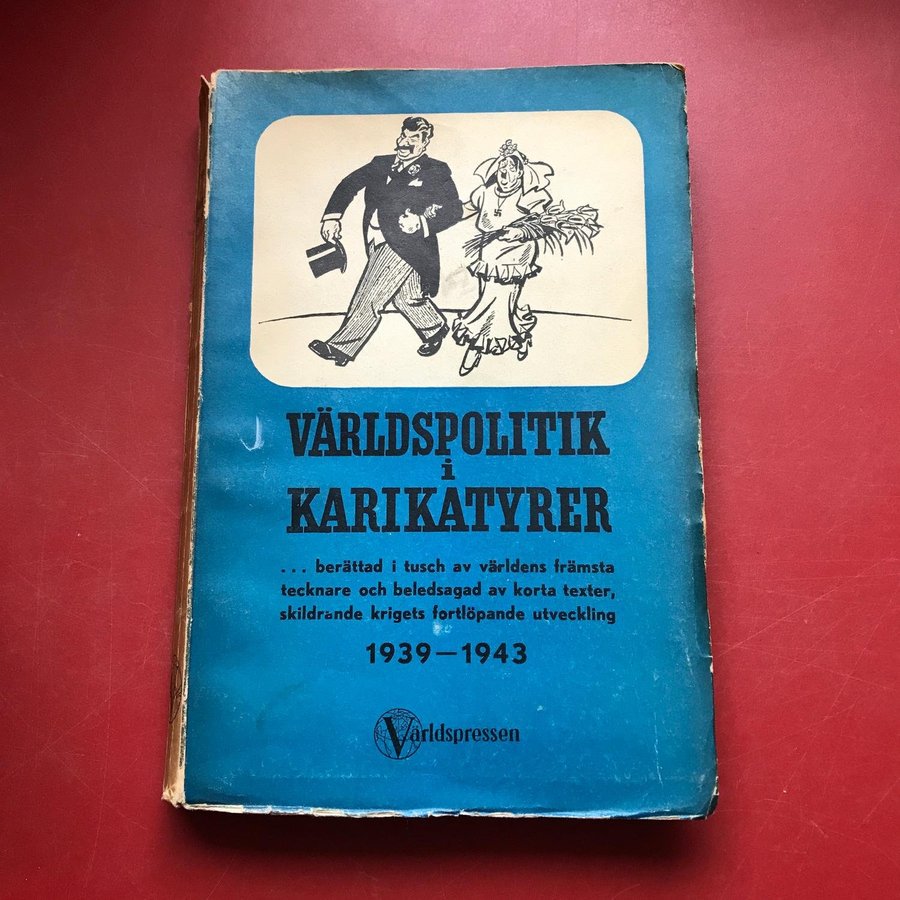 VÄRLDSPOLITIK
i
KARIKATYRER
... berättad i tusch av världens främsta
tecknare och beledsagad av korta texter,
skildrande krigets fortlöpande utveckling
1939—1943
Världspressen